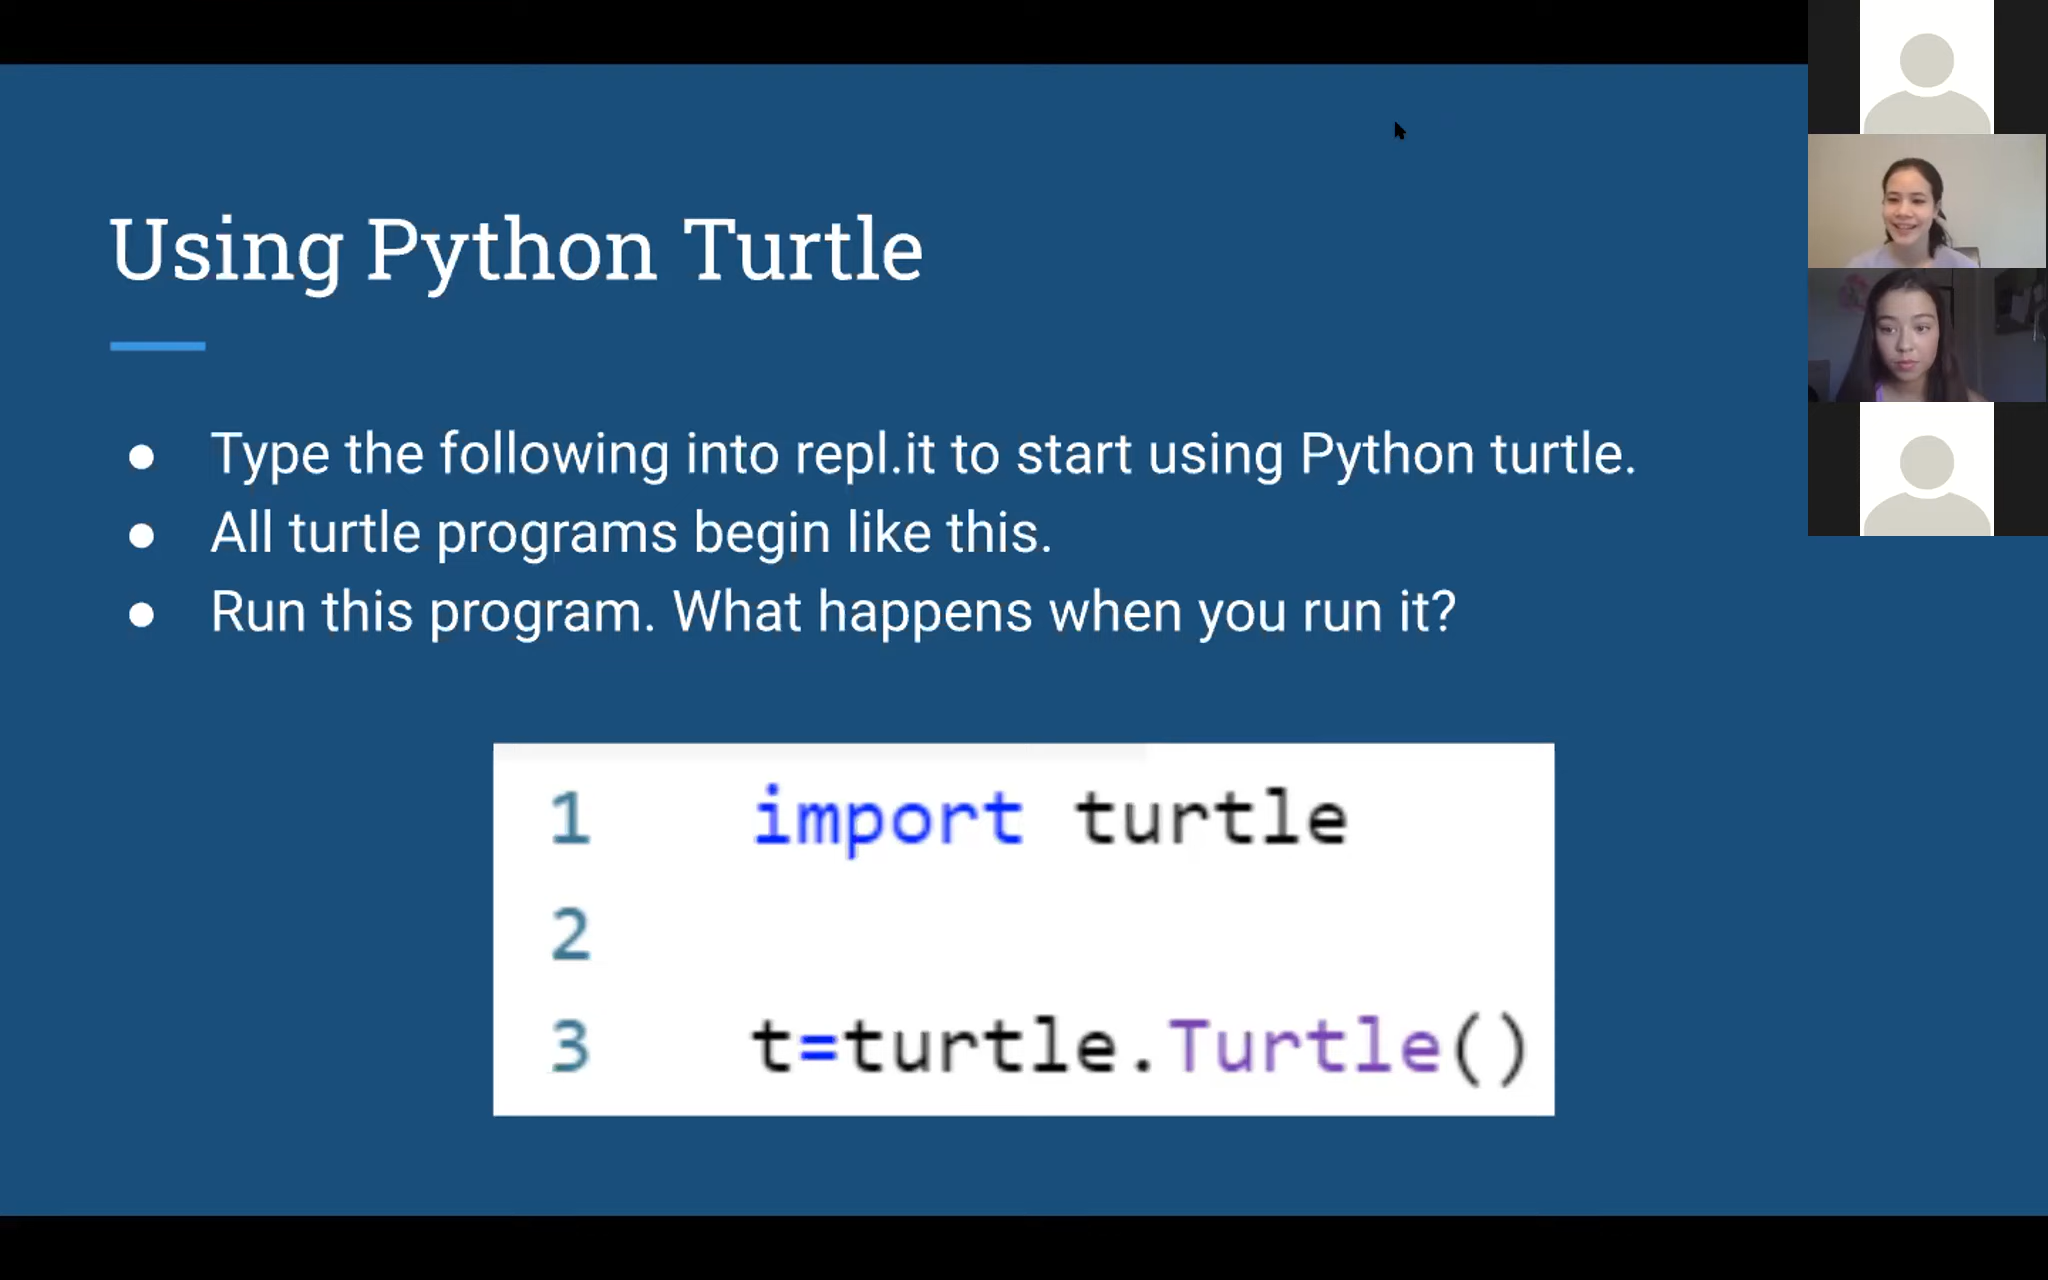 Using Python Turtle
● Type the following into repl.it to start using Python turtle.
● All turtle programs begin like this.
● Run this program. What happens when you run it?
1 import turtle
2
3 t=turtle.Turtle()